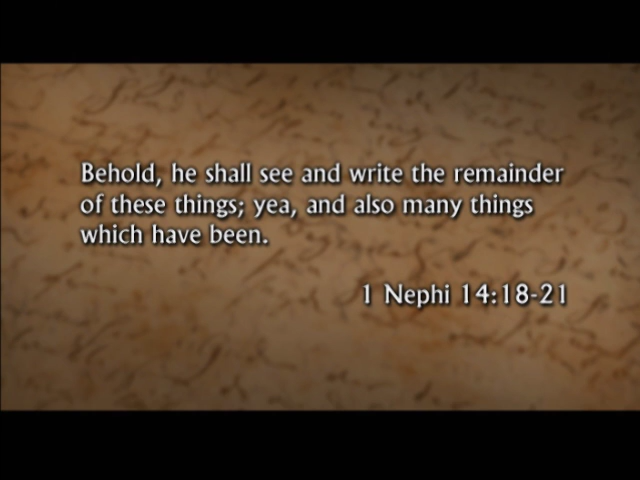 Behold, he shall see and write the remainder
of these things; yea, and also many things
which have been.
1 Nephi 14:18-21